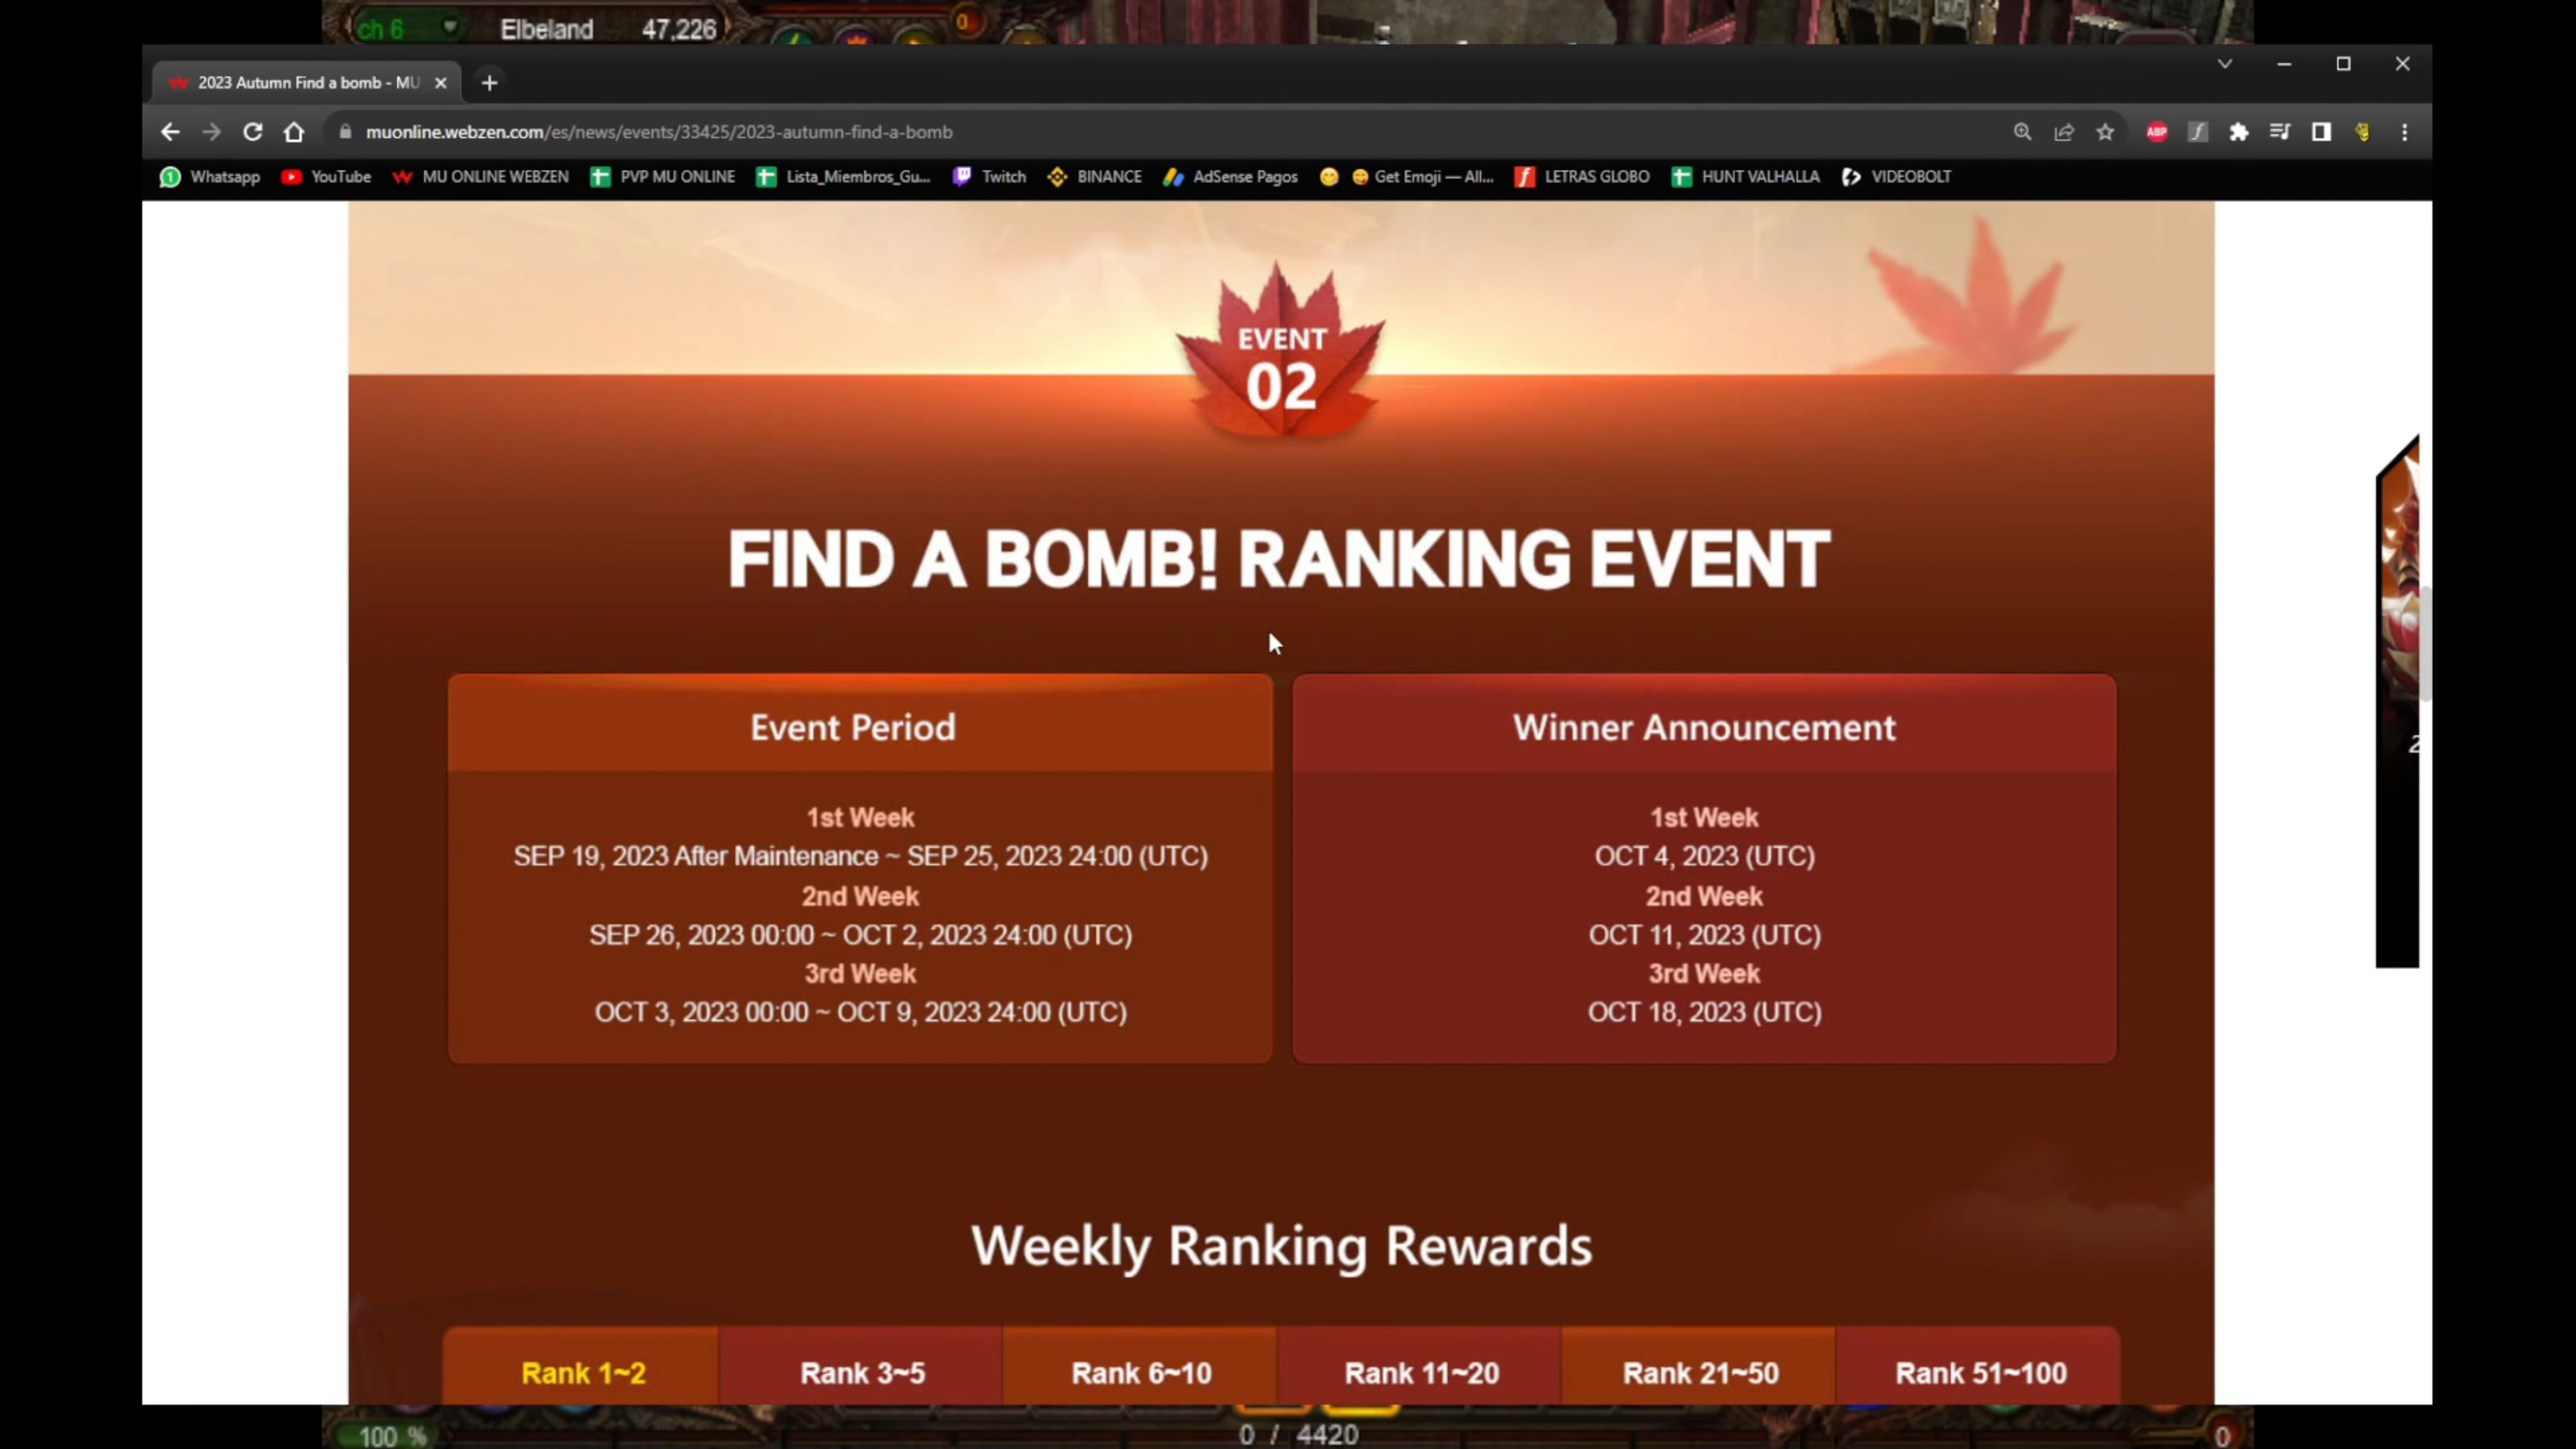 ch 6
Elbeland 47,226
0
2023 Autumn Find a bomb - MU
muonline.webzen.com/es/news/events/33425/2023-autumn-find-a-bomb
ABP
Whatsapp YouTube MU ONLINE WEBZEN PVP MU ONLINE Lista_Miembros_Gu... Twitch BINANCE AdSense Pagos Get Emoji — All... LETRAS GLOBO HUNT VALHALLA VIDEOBOLT
EVENT
02
FIND A BOMB! RANKING EVENT
Event Period
1st Week
SEP 19, 2023 After Maintenance ~ SEP 25, 2023 24:00 (UTC)
2nd Week
SEP 26, 2023 00:00 ~ OCT 2, 2023 24:00 (UTC)
3rd Week
OCT 3, 2023 00:00 ~ OCT 9, 2023 24:00 (UTC)
Winner Announcement
1st Week
OCT 4, 2023 (UTC)
2nd Week
OCT 11, 2023 (UTC)
3rd Week
OCT 18, 2023 (UTC)
2
Weekly Ranking Rewards
Rank 1~2 Rank 3~5 Rank 6~10 Rank 11~20 Rank 21~50 Rank 51~100
100 % 0 / 4420 0